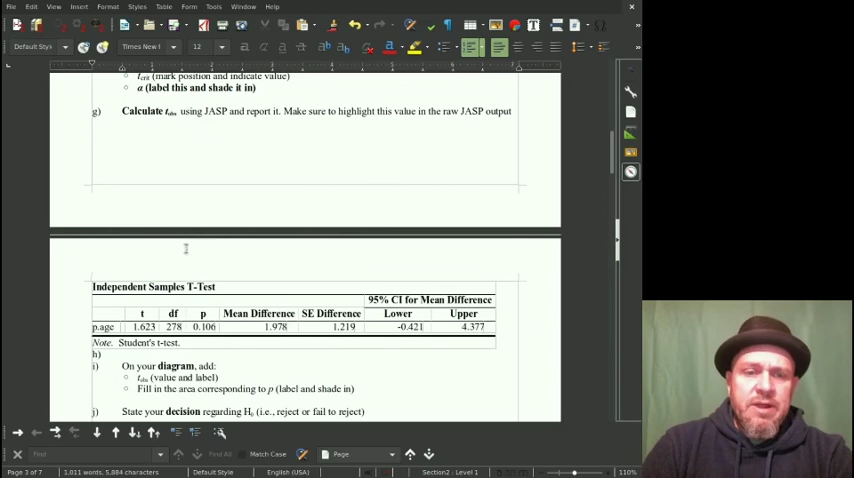 File Edit View Insert Format Styles Table Form Tools Window Help
Default Sty Times New I 12
t crit (mark position and indicate value)
α (label this and shade it in)
g) Calculate t obs using JASP and report it. Make sure to highlight this value in the raw JASP output
Independent Samples T-Test
95% CI for Mean Difference
t df p Mean Difference SE Difference Lower Upper
p.age 1.623 278 0.106 1.978 1.219 -0.421 4.377
Note. Student's t-test.
h)
i) On your diagram, add:
t obs (value and label)
Fill in the area corresponding to p (label and shade in)
j) State your decision regarding H0 (i.e., reject or fail to reject)
Find Find All Match Case Page
Page 3 of 7 1,011 words, 5,884 characters Default Style English (USA) Section2 : Level 1 110%